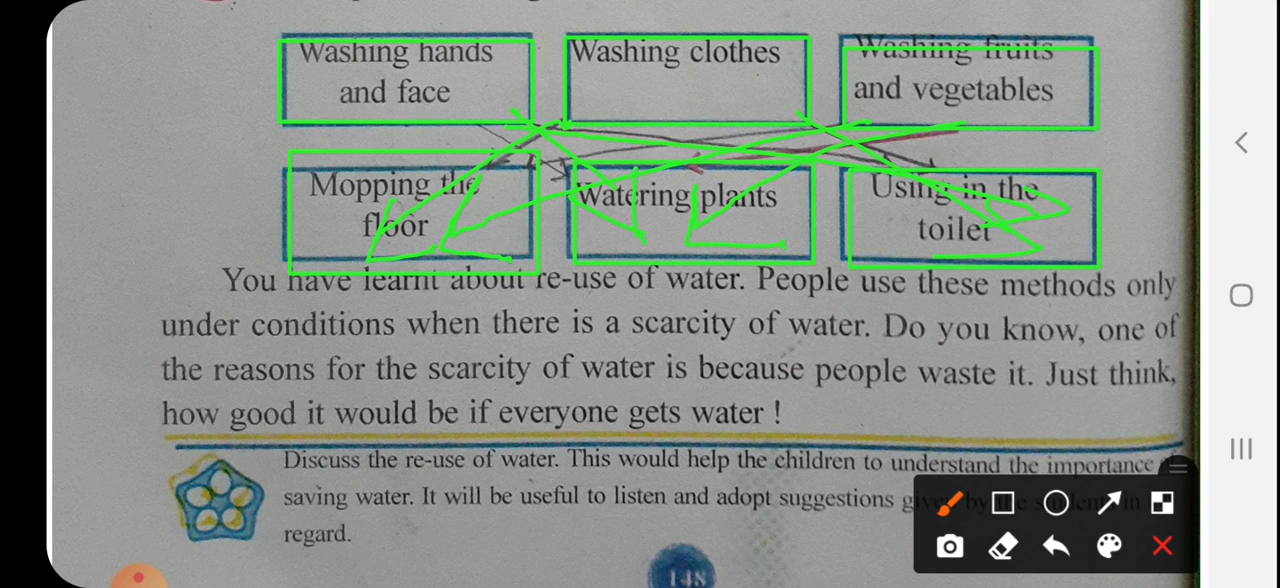 Washing hands
and face
Washing clothes
Washing fruits
and vegetables
Mopping the
floor
Watering plants
Using in the
toilet
You have learnt about re-use of water. People use these methods only
under conditions when there is a scarcity of water. Do you know, one of
the reasons for the scarcity of water is because people waste it. Just think,
how good it would be if everyone gets water !
Discuss the re-use of water. This would help the children to understand the importance
saving water. It will be useful to listen and adopt suggestions given by the students in
regard.
148